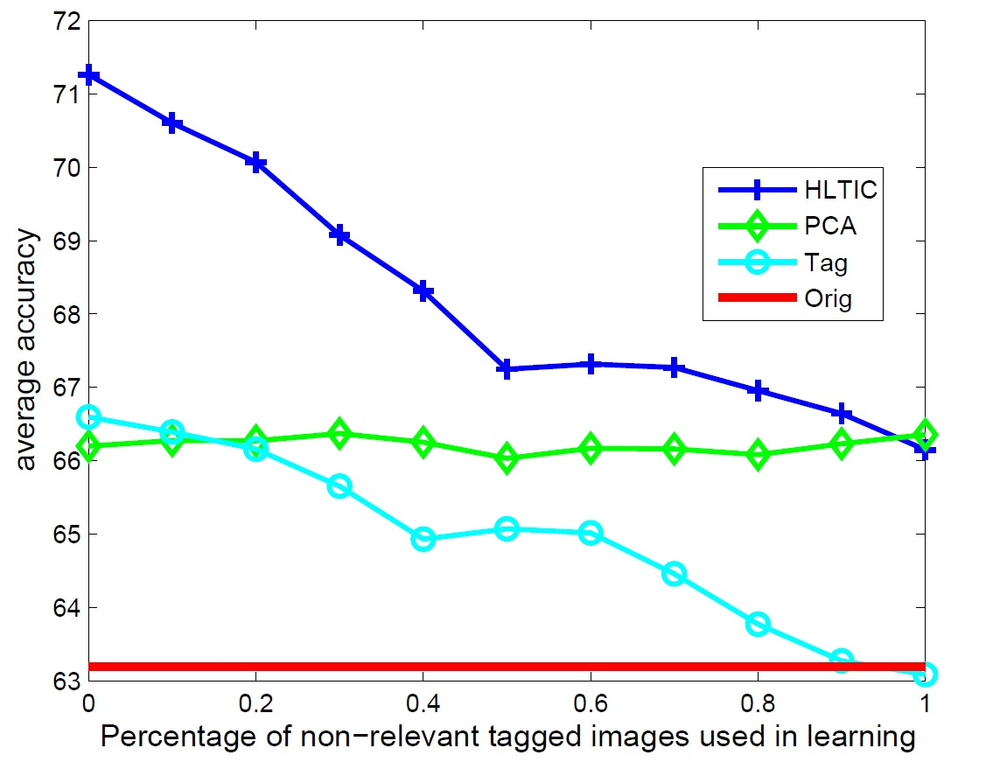 72
71
70
69
68
67
66
65
64
63
average accuracy
HLTIC
PCA
Tag
Orig
0
0.2
0.4
0.6
0.8
1
Percentage of non−relevant tagged images used in learning